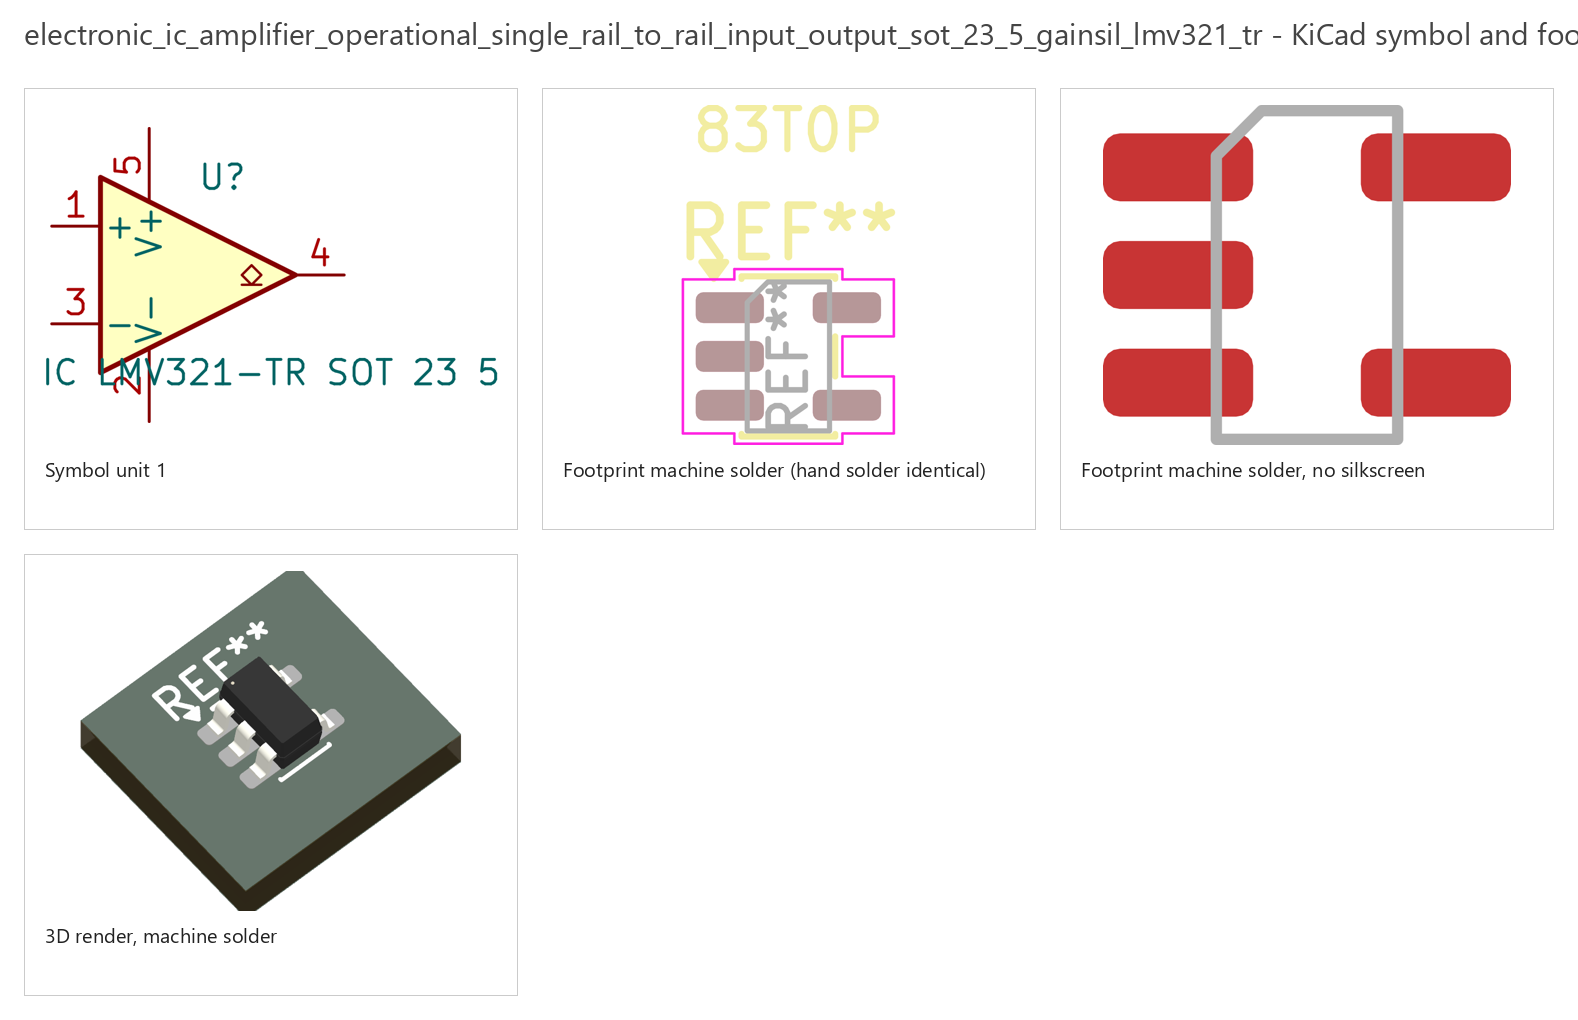 electronic_ic_amplifier_operational_single_rail_to_rail_input_output_sot_23_5_gainsil_lmv321_tr - KiCad symbol and foo
5
U?
1
+
V+
4
3
−
V−
IC LMV321-TR SOT 23 5
2
Symbol unit 1
83TOP
REF**
REF**
Footprint machine solder (hand solder identical)
Footprint machine solder, no silkscreen
REF**
3D render, machine solder